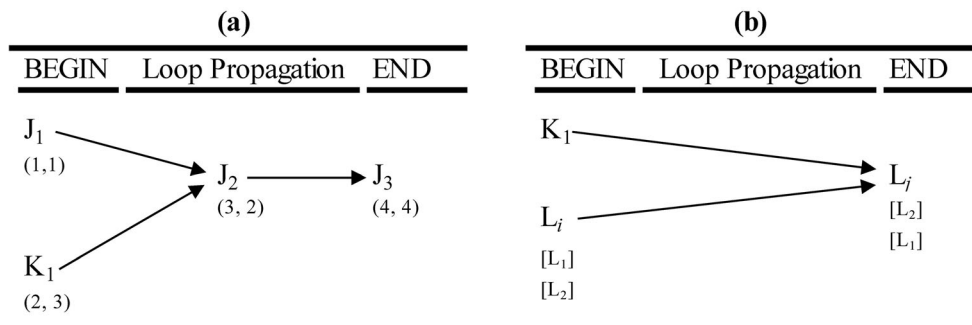 (a)
BEGIN Loop Propagation END
J₁
(1,1)
J₂
(3, 2)
J₃
(4, 4)
K₁
(2, 3)
(b)
BEGIN Loop Propagation END
K₁
Lᵢ
[L₁]
[L₂]
Lⱼ
[L₂]
[L₁]